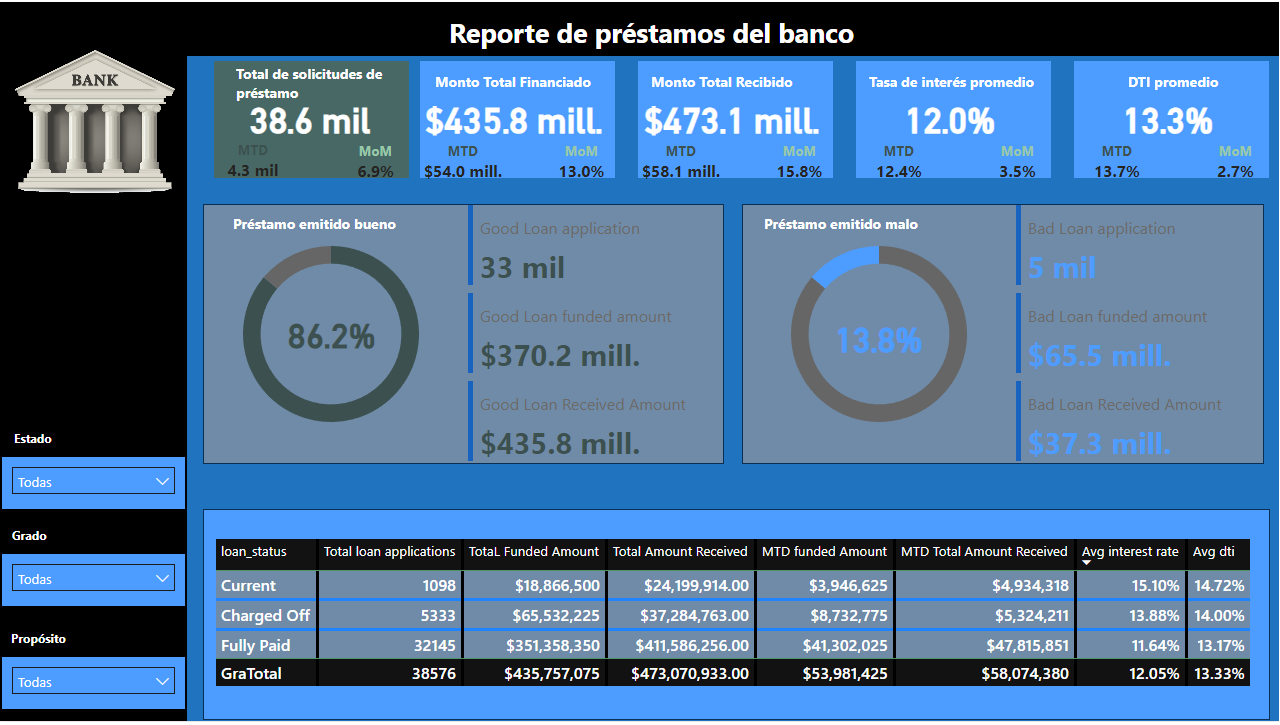 Reporte de préstamos del banco
BANK
Total de solicitudes de
préstamo
38.6 mil
MTD MoM
4.3 mil 6.9%
Monto Total Financiado
$435.8 mill.
MTD MoM
$54.0 mill. 13.0%
Monto Total Recibido
$473.1 mill.
MTD MoM
$58.1 mill. 15.8%
Tasa de interés promedio
12.0%
MTD MoM
12.4% 3.5%
DTI promedio
13.3%
MTD MoM
13.7% 2.7%
Préstamo emitido bueno
86.2%
Good Loan application
33 mil
Good Loan funded amount
$370.2 mill.
Good Loan Received Amount
$435.8 mill.
Préstamo emitido malo
13.8%
Bad Loan application
5 mil
Bad Loan funded amount
$65.5 mill.
Bad Loan Received Amount
$37.3 mill.
Estado
Todas
Grado
Todas
Propósito
Todas
loan_status Total loan applications TotaL Funded Amount Total Amount Received MTD funded Amount MTD Total Amount Received Avg interest rate Avg dti
Current 1098 $18,866,500 $24,199,914.00 $3,946,625 $4,934,318 15.10% 14.72%
Charged Off 5333 $65,532,225 $37,284,763.00 $8,732,775 $5,324,211 13.88% 14.00%
Fully Paid 32145 $351,358,350 $411,586,256.00 $41,302,025 $47,815,851 11.64% 13.17%
GraTotal 38576 $435,757,075 $473,070,933.00 $53,981,425 $58,074,380 12.05% 13.33%